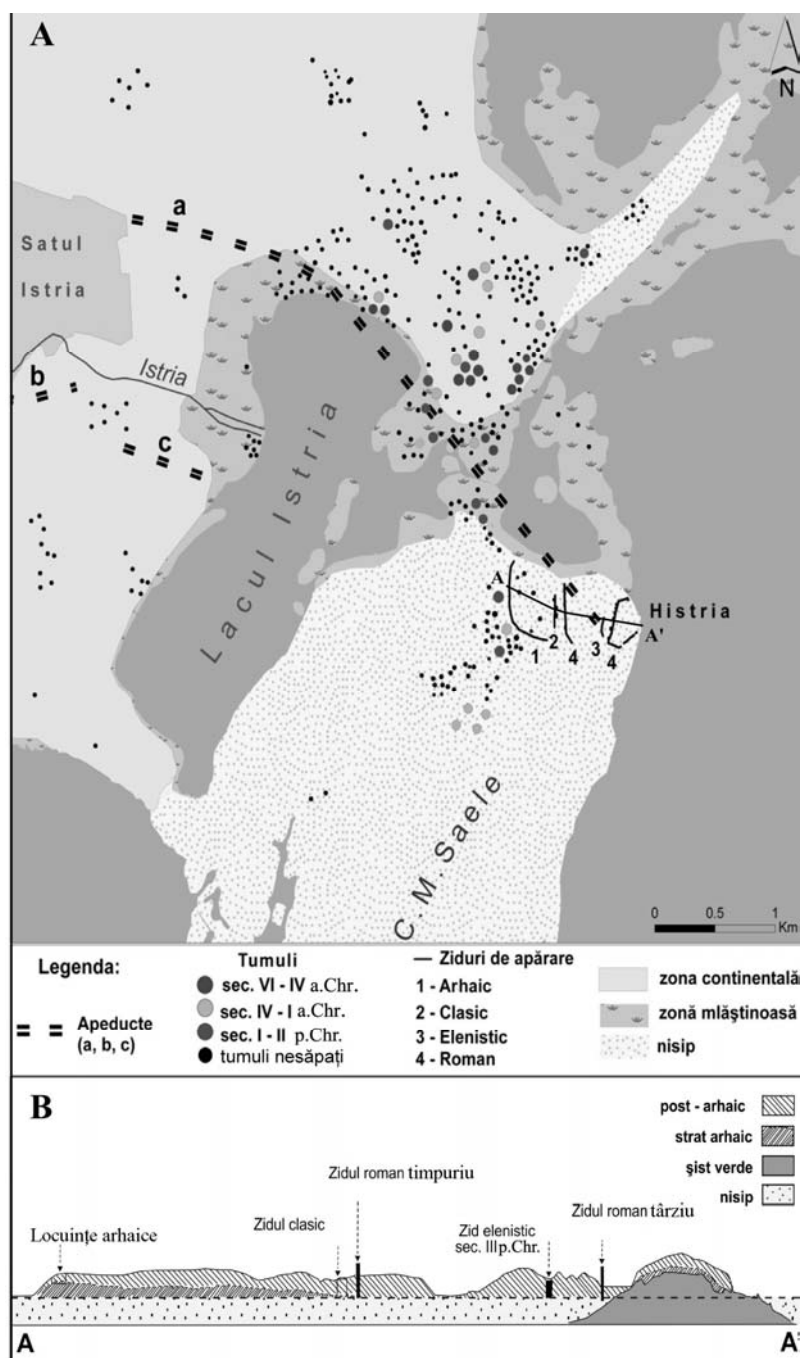 A
N
a
Satul
Istria
Istria
b
c
Lacul Istria
A
Histria
A'
1
2
4
3
4
C. M. Saele
0 0.5 1
Km
Legenda:
Apeducte
(a, b, c)
Tumuli
sec. VI - IV a.Chr.
sec. IV - I a.Chr.
sec. I - II p.Chr.
tumuli nesăpați
Ziduri de apărare
1 - Arhaic
2 - Clasic
3 - Elenistic
4 - Roman
zona continentală
zonă mlăștinoasă
nisip
B
post - arhaic
strat arhaic
șist verde
nisip
Locuințe arhaice
Zidul clasic
Zidul roman timpuriu
Zid elenistic
sec. III p.Chr.
Zidul roman târziu
A
A'